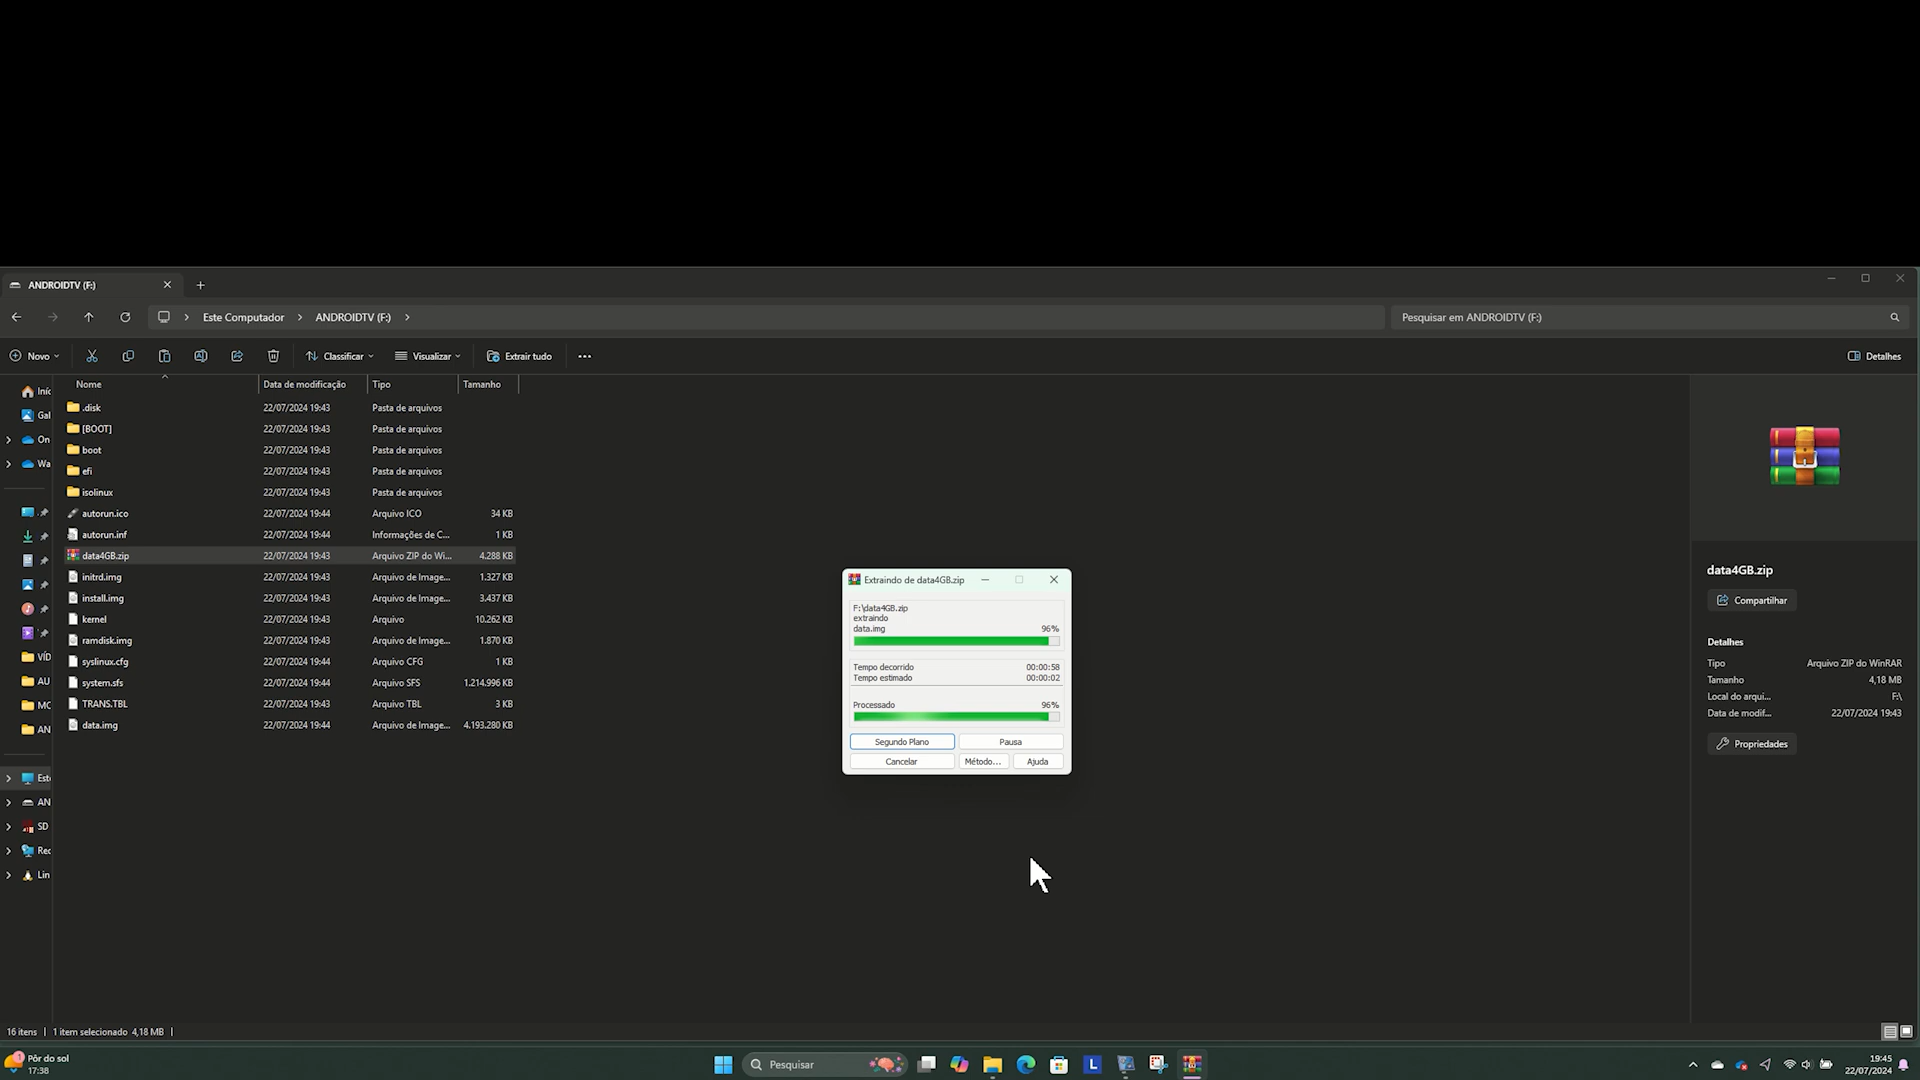 ANDROIDTV (F:)
Este Computador
ANDROIDTV (F:)
Pesquisar em ANDROIDTV (F:)
Novo
Classificar
Visualizar
Extrair tudo
Detalhes
Nome
Data de modificação
Tipo
Tamanho
.disk 22/07/2024 19:43 Pasta de arquivos
[BOOT] 22/07/2024 19:43 Pasta de arquivos
boot 22/07/2024 19:43 Pasta de arquivos
efi 22/07/2024 19:43 Pasta de arquivos
isolinux 22/07/2024 19:43 Pasta de arquivos
autorun.ico 22/07/2024 19:44 Arquivo ICO 34 KB
autorun.inf 22/07/2024 19:44 Informações de C... 1 KB
data4GB.zip 22/07/2024 19:43 Arquivo ZIP do Wi... 4.288 KB
initrd.img 22/07/2024 19:43 Arquivo de Image... 1.327 KB
install.img 22/07/2024 19:43 Arquivo de Image... 3.437 KB
kernel 22/07/2024 19:43 Arquivo 10.262 KB
ramdisk.img 22/07/2024 19:43 Arquivo de Image... 1.870 KB
syslinux.cfg 22/07/2024 19:44 Arquivo CFG 1 KB
system.sfs 22/07/2024 19:44 Arquivo SFS 1.214.996 KB
TRANS.TBL 22/07/2024 19:43 Arquivo TBL 3 KB
data.img 22/07/2024 19:44 Arquivo de Image... 4.193.280 KB
Iníc
Gal
On
Wa
VÍD
AU
MC
AN
Este
AN
SD
Rec
Lin
Extraindo de data4GB.zip
F:\data4GB.zip
extraindo
data.img 96%
Tempo decorrido 00:00:58
Tempo estimado 00:00:02
Processado 96%
Segundo Plano
Pausa
Cancelar
Método...
Ajuda
data4GB.zip
Compartilhar
Detalhes
Tipo Arquivo ZIP do WinRAR
Tamanho 4,18 MB
Local do arqui... F:\
Data de modif... 22/07/2024 19:43
Propriedades
16 itens
1 item selecionado 4,18 MB
1
Pôr do sol
17:38
Pesquisar
L
19:45
22/07/2024